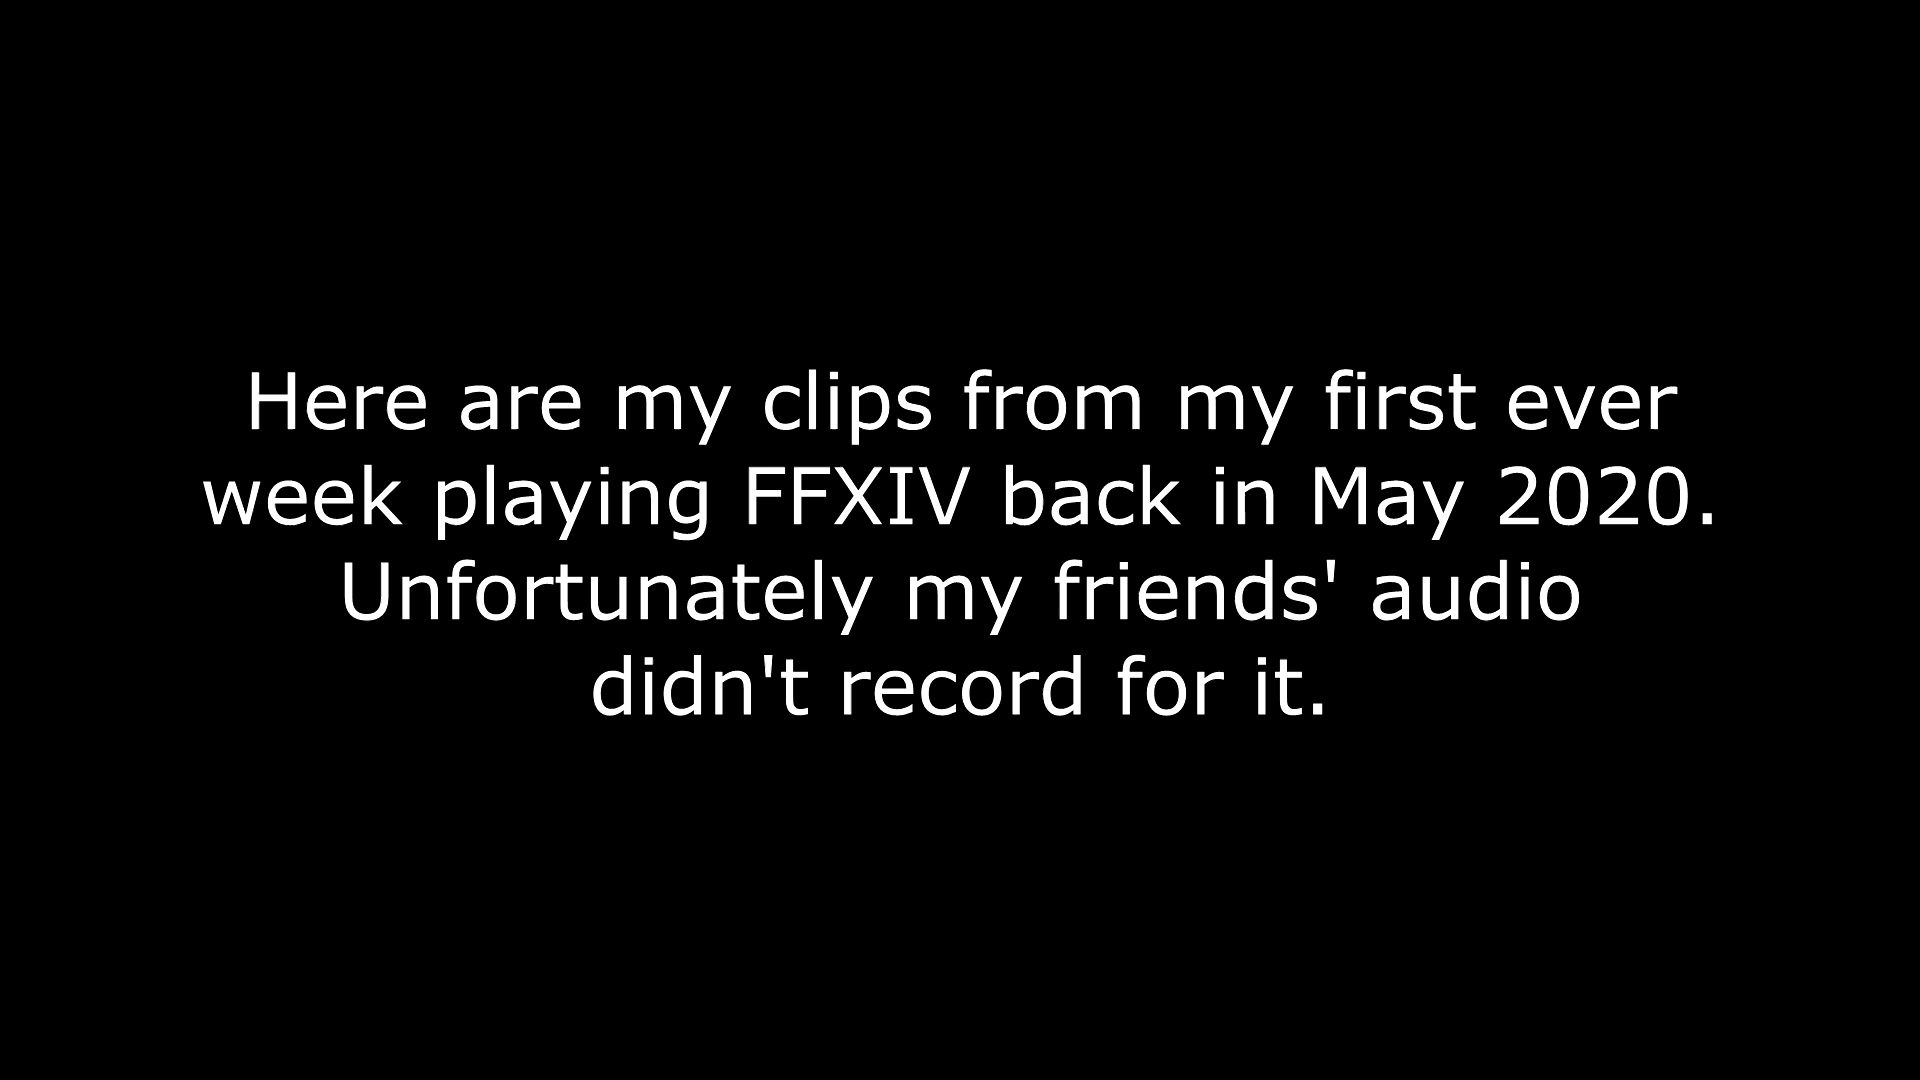 Here are my clips from my first ever
week playing FFXIV back in May 2020.
Unfortunately my friends' audio
didn't record for it.